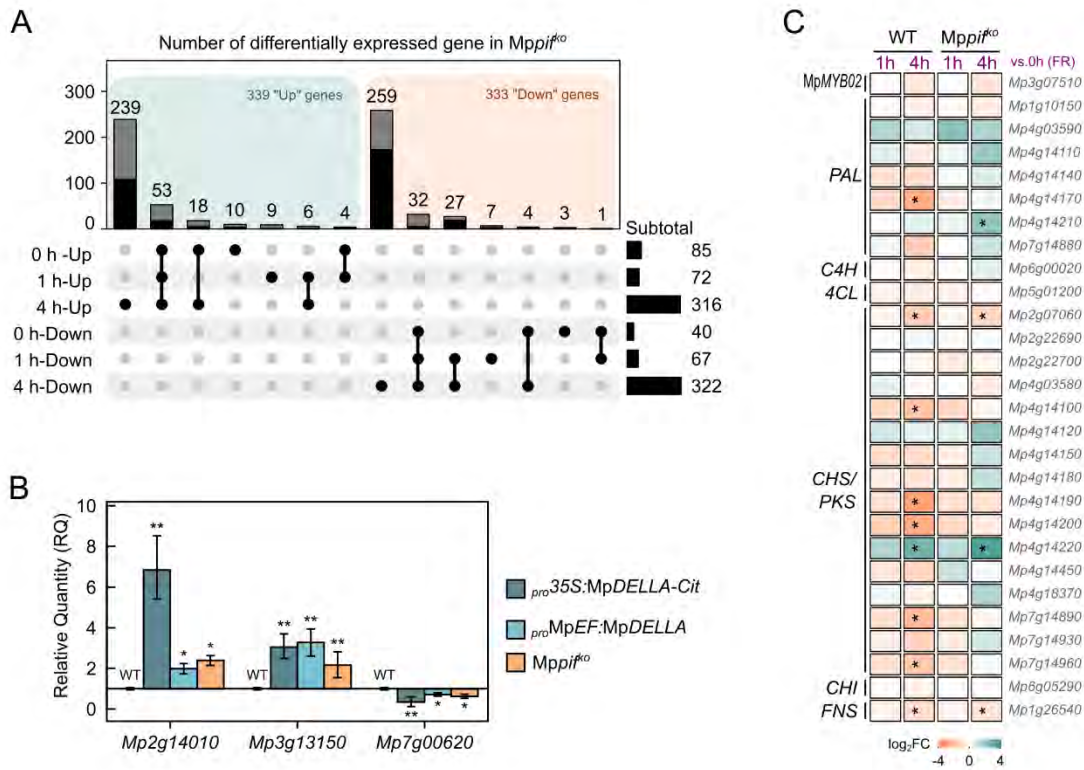 A
Number of differentially expressed gene in Mppifᵏᵒ
300
200
100
0
339 "Up" genes
333 "Down" genes
239
53
18
10
9
6
4
259
32
27
7
4
3
1
Subtotal
0 h -Up
85
1 h-Up
72
4 h-Up
316
0 h-Down
40
1 h-Down
67
4 h-Down
322
B
Relative Quantity (RQ)
10
8
6
4
2
0
WT
**
*
*
WT
**
**
**
WT
**
*
*
Mp2g14010
Mp3g13150
Mp7g00620
pro35S:MpDELLA-Cit
proMpEF:MpDELLA
Mppifᵏᵒ
C
WT Mppifᵏᵒ
1h 4h 1h 4h vs.0h (FR)
MpMYB02 Mp3g07510
Mp1g10150
Mp4g03590
Mp4g14110
PAL Mp4g14140
Mp4g14170 *
Mp4g14210 *
Mp7g14880
C4H Mp6g00020
4CL Mp5g01200
Mp2g07060 * *
Mp2g22690
Mp2g22700
Mp4g03580
Mp4g14100 *
Mp4g14120
Mp4g14150
CHS/ Mp4g14180
PKS Mp4g14190 *
Mp4g14200 *
Mp4g14220 * *
Mp4g14450
Mp4g18370
Mp7g14890 *
Mp7g14930
Mp7g14960 *
CHI Mp6g05290
FNS Mp1g26540 * *
log₂FC
-4 0 4